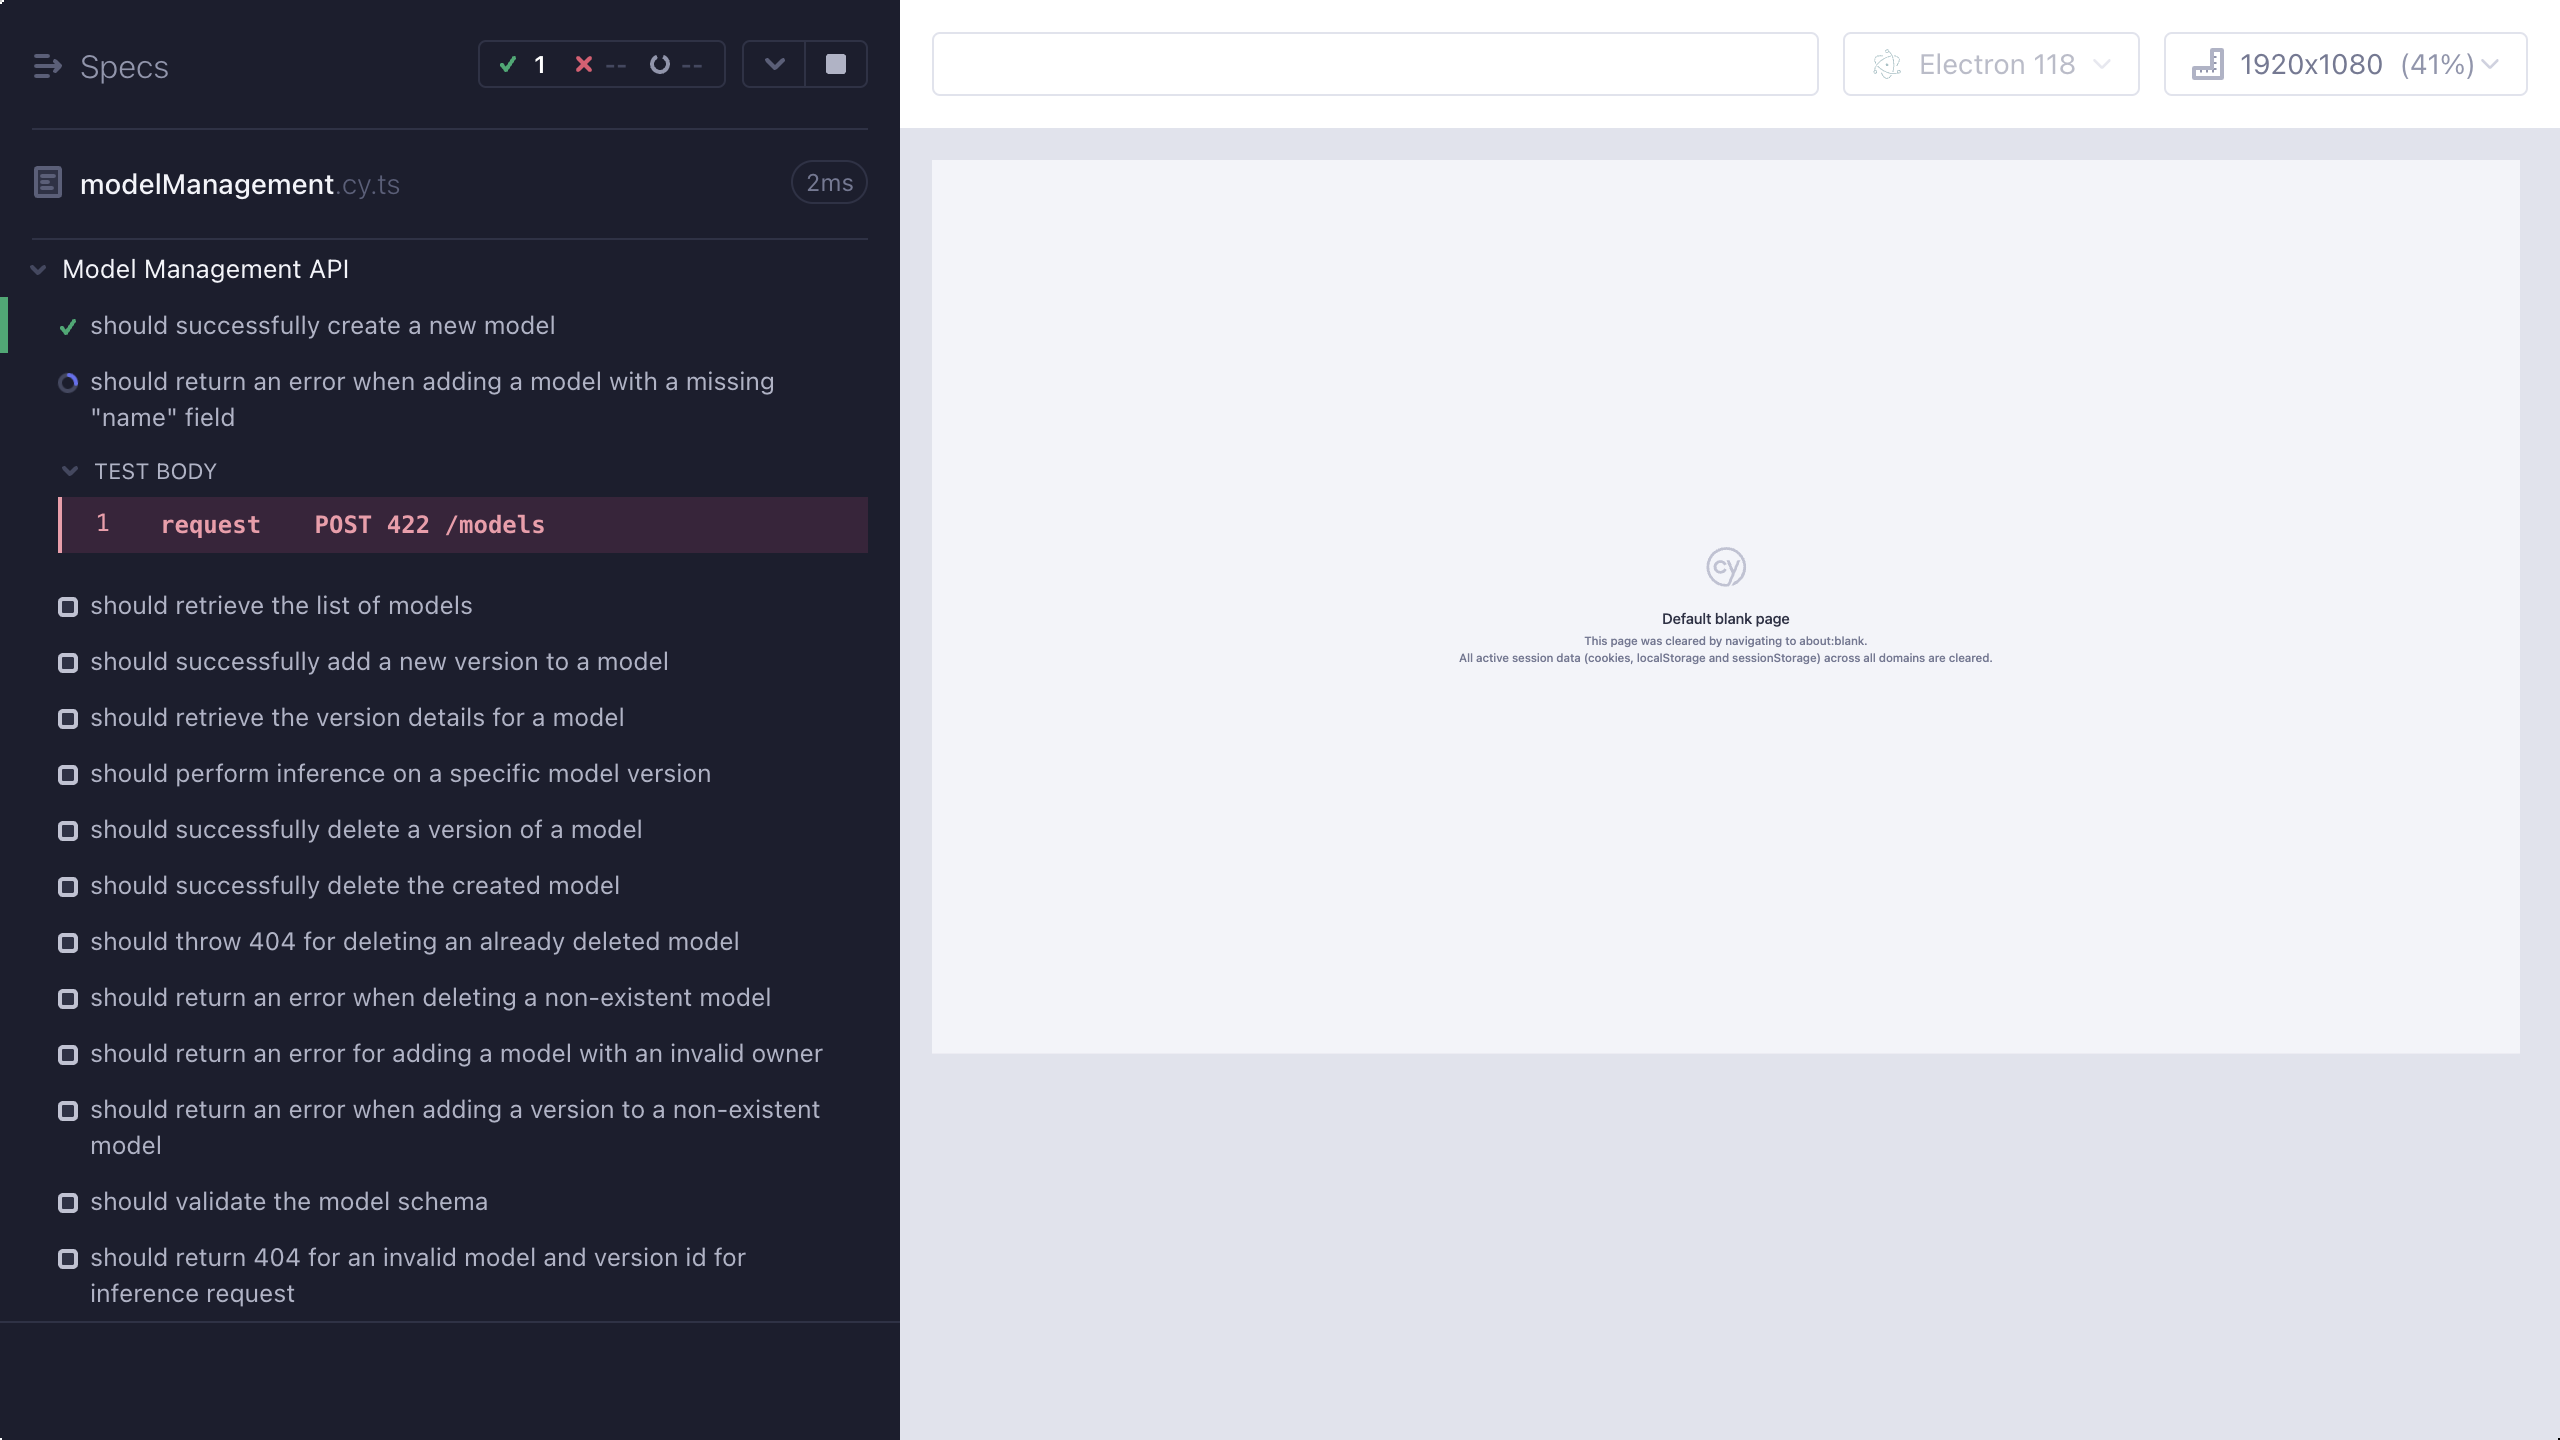 Specs
1 -- --
modelManagement.cy.ts
2ms
Model Management API
should successfully create a new model
should return an error when adding a model with a missing
"name" field
TEST BODY
1 request POST 422 /models
should retrieve the list of models
should successfully add a new version to a model
should retrieve the version details for a model
should perform inference on a specific model version
should successfully delete a version of a model
should successfully delete the created model
should throw 404 for deleting an already deleted model
should return an error when deleting a non-existent model
should return an error for adding a model with an invalid owner
should return an error when adding a version to a non-existent
model
should validate the model schema
should return 404 for an invalid model and version id for
inference request
Electron 118
1920x1080 (41%)
cy
Default blank page
This page was cleared by navigating to about:blank.
All active session data (cookies, localStorage and sessionStorage) across all domains are cleared.